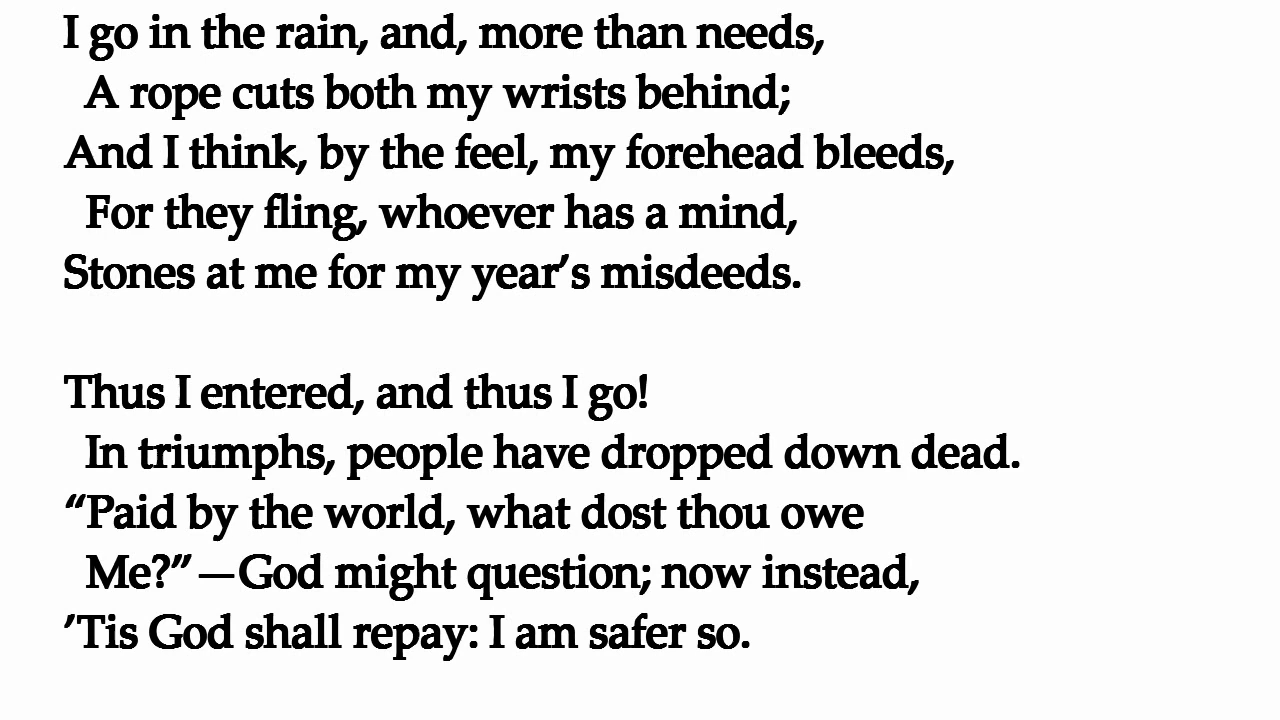 I go in the rain, and, more than needs,
A rope cuts both my wrists behind;
And I think, by the feel, my forehead bleeds,
For they fling, whoever has a mind,
Stones at me for my year’s misdeeds.

Thus I entered, and thus I go!
In triumphs, people have dropped down dead.
“Paid by the world, what dost thou owe
Me?”—God might question; now instead,
’Tis God shall repay: I am safer so.